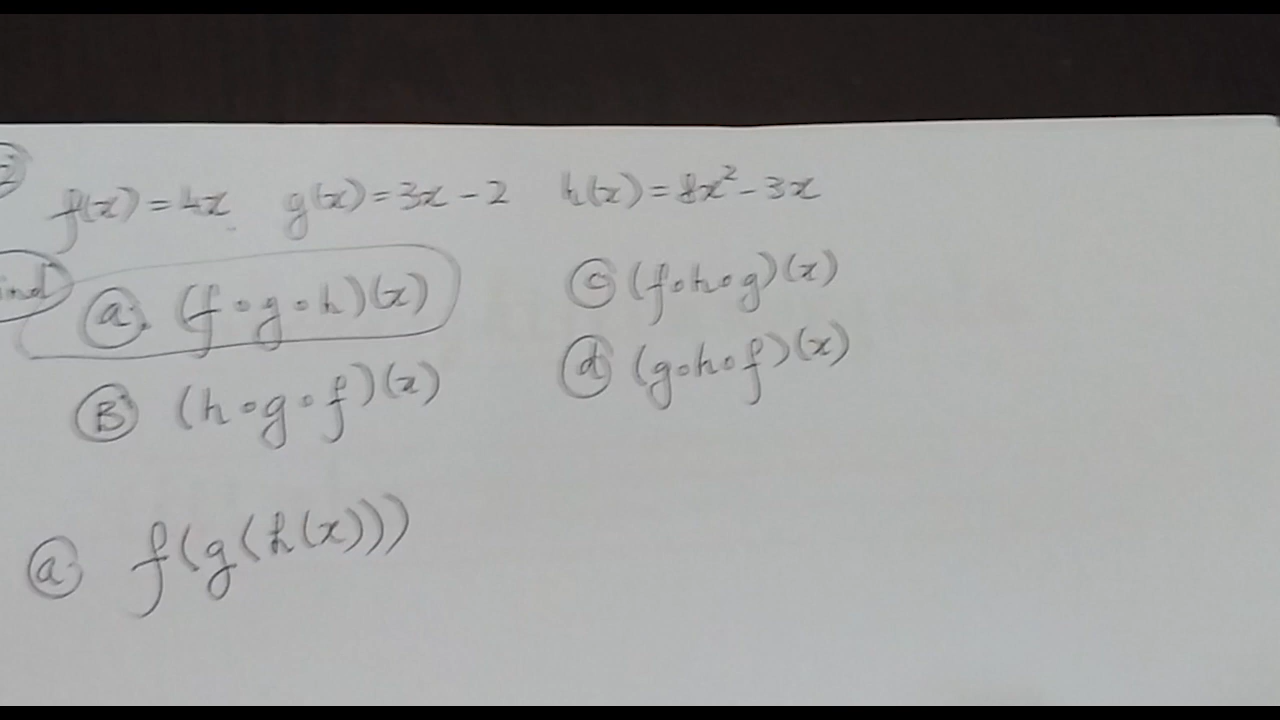 f(x) = 4x g(x) = 3x - 2 h(x) = 8x² - 3x
a. (f∘g∘h)(x) c (f∘h∘g)(x)
B (h∘g∘f)(x) d (g∘h∘f)(x)
a. f(g(h(x)))